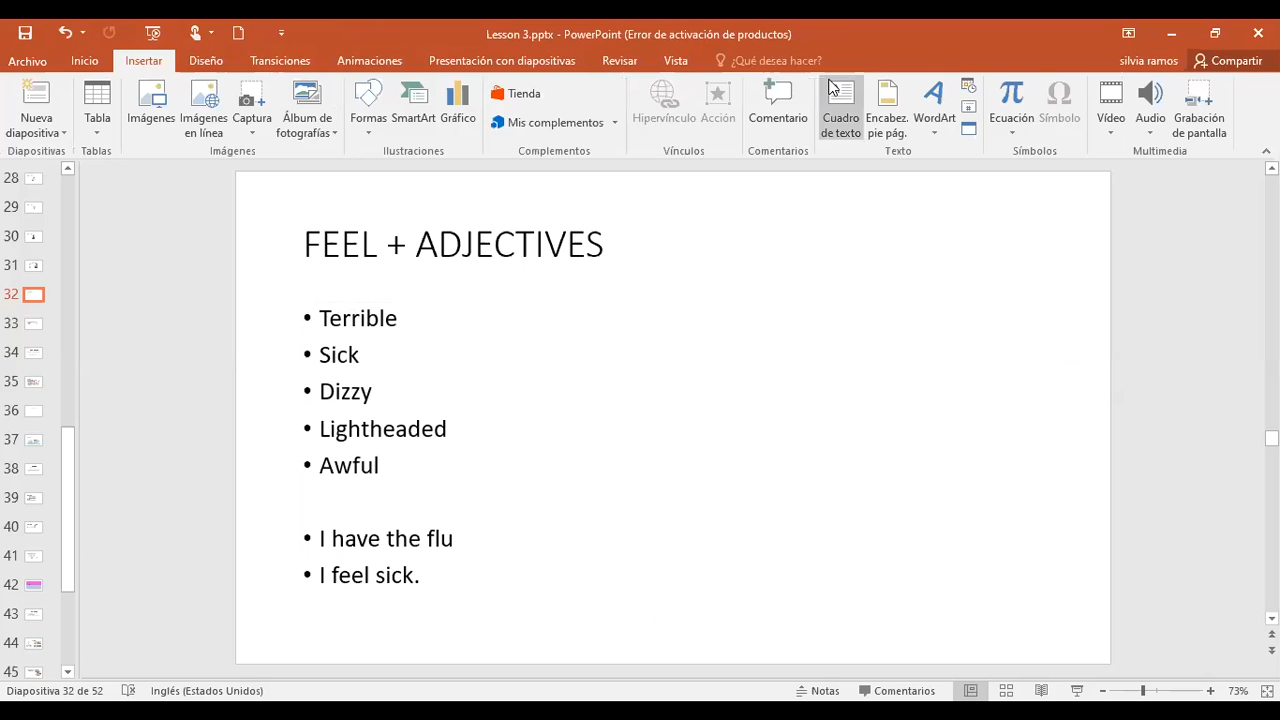 Lesson 3.pptx - PowerPoint (Error de activación de productos)
Archivo Inicio Insertar Diseño Transiciones Animaciones Presentación con diapositivas Revisar Vista ¿Qué desea hacer? silvia ramos Compartir
Nueva diapositiva Tabla Imágenes Imágenes en línea Captura Álbum de fotografías Formas SmartArt Gráfico Tienda Mis complementos Hipervínculo Acción Comentario Cuadro de texto Encabez. pie pág. WordArt Ecuación Símbolo Vídeo Audio Grabación de pantalla
Diapositivas Tablas Imágenes Ilustraciones Complementos Vínculos Comentarios Texto Símbolos Multimedia
28
29
30
31
32
33
34
35
36
37
38
39
40
41
42
43
44
45
FEEL + ADJECTIVES
• Terrible
• Sick
• Dizzy
• Lightheaded
• Awful
• I have the flu
• I feel sick.
Diapositiva 32 de 52 Inglés (Estados Unidos) Notas Comentarios 73%